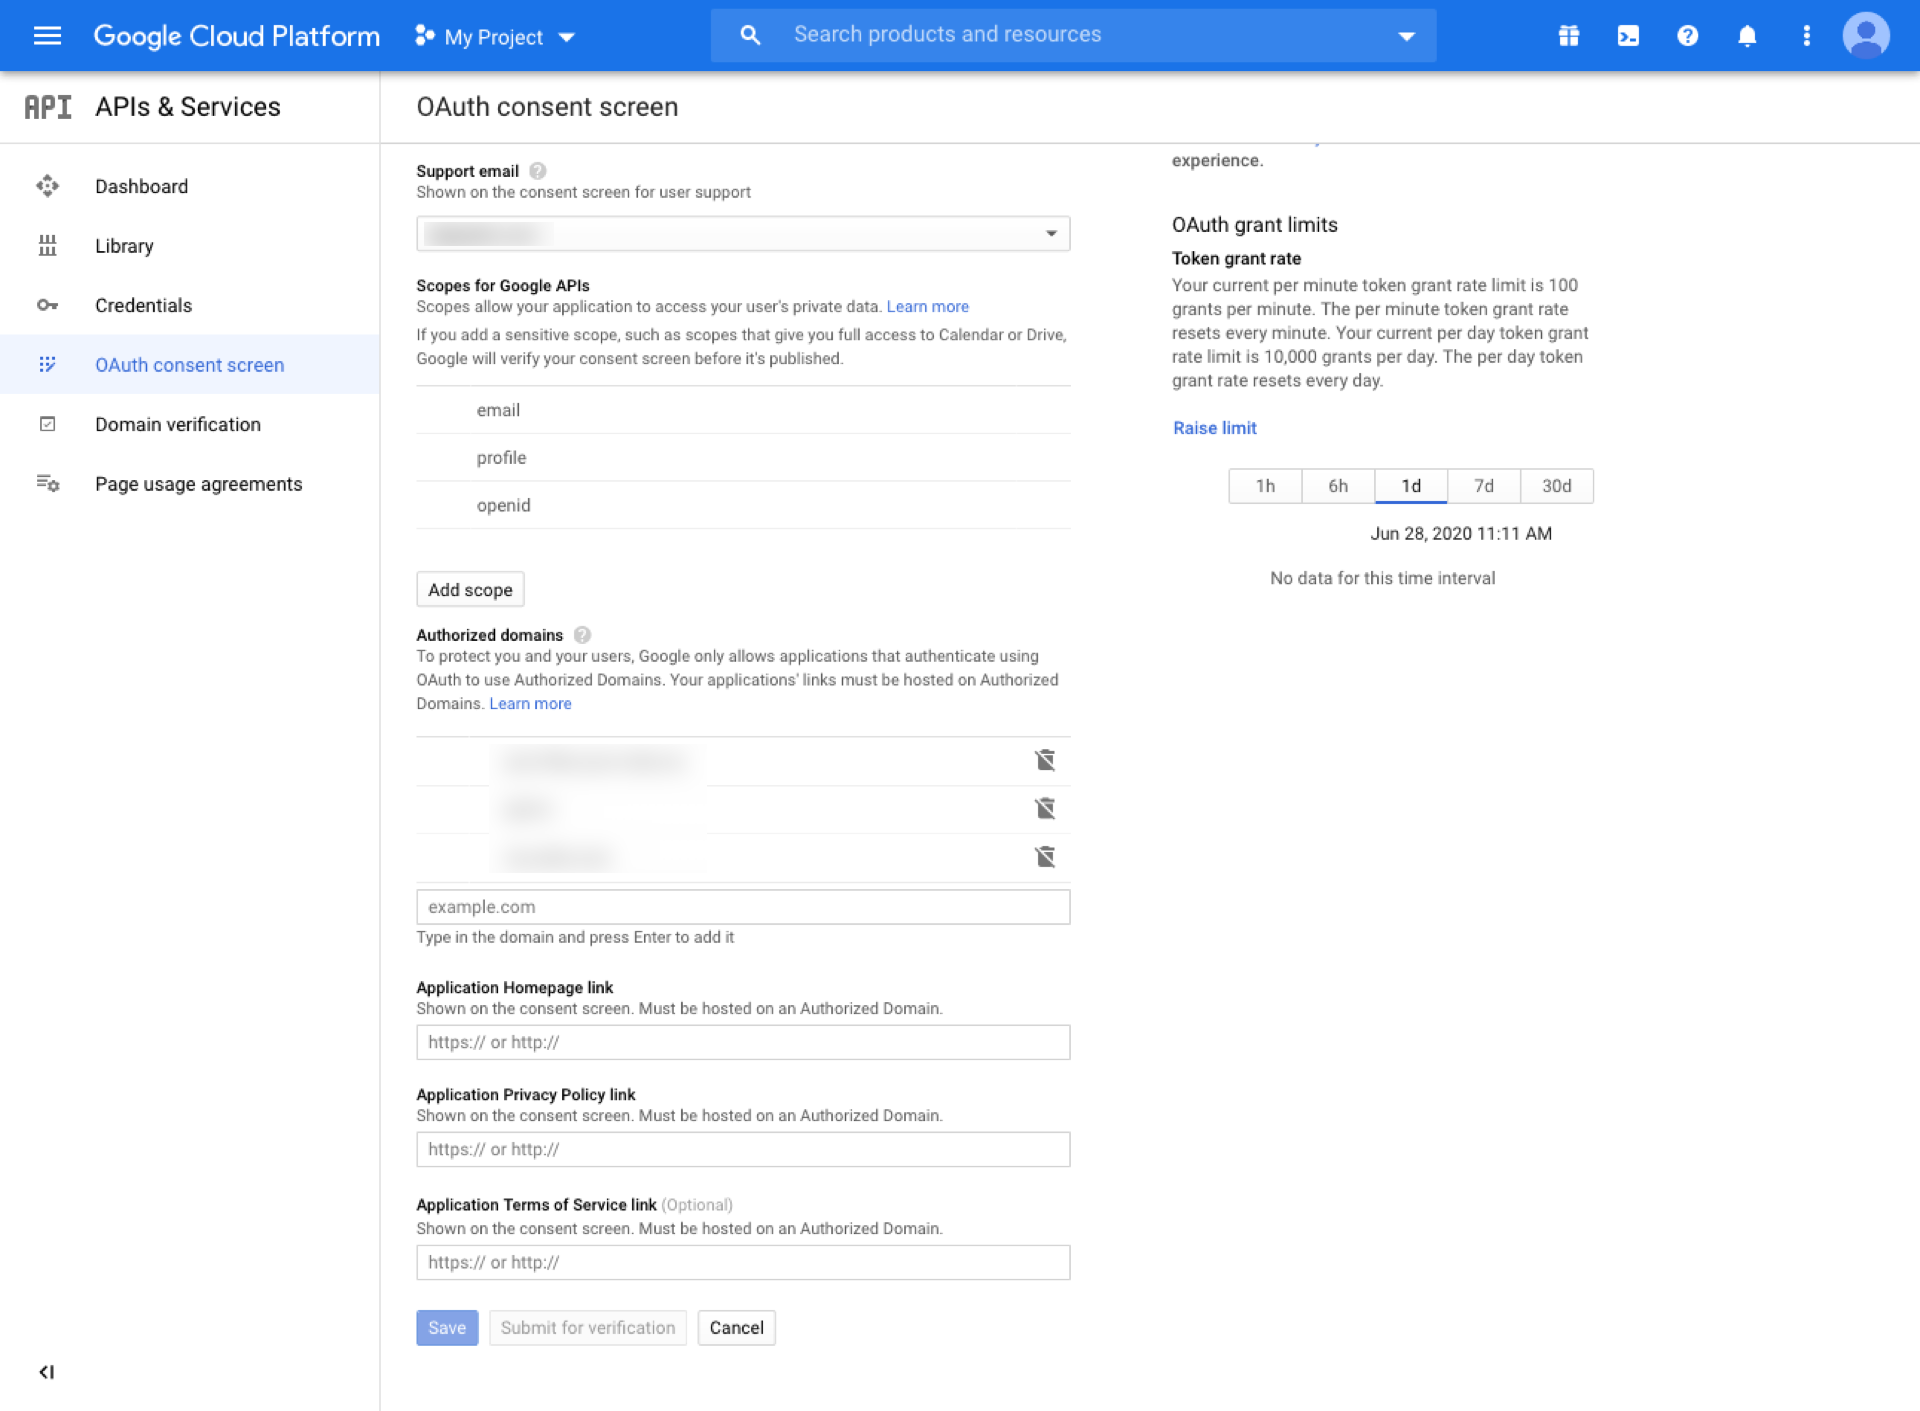 Google Cloud Platform
My Project
Search products and resources
API APIs & Services
Dashboard
Library
Credentials
OAuth consent screen
Domain verification
Page usage agreements
OAuth consent screen
Support email
Shown on the consent screen for user support
Scopes for Google APIs
Scopes allow your application to access your user's private data. Learn more
If you add a sensitive scope, such as scopes that give you full access to Calendar or Drive,
Google will verify your consent screen before it's published.
email
profile
openid
Add scope
Authorized domains
To protect you and your users, Google only allows applications that authenticate using
OAuth to use Authorized Domains. Your applications' links must be hosted on Authorized
Domains. Learn more
example.com
Type in the domain and press Enter to add it
Application Homepage link
Shown on the consent screen. Must be hosted on an Authorized Domain.
https:// or http://
Application Privacy Policy link
Shown on the consent screen. Must be hosted on an Authorized Domain.
https:// or http://
Application Terms of Service link (Optional)
Shown on the consent screen. Must be hosted on an Authorized Domain.
https:// or http://
Save
Submit for verification
Cancel
experience.
OAuth grant limits
Token grant rate
Your current per minute token grant rate limit is 100
grants per minute. The per minute token grant rate
resets every minute. Your current per day token grant
rate limit is 10,000 grants per day. The per day token
grant rate resets every day.
Raise limit
1h 6h 1d 7d 30d
Jun 28, 2020 11:11 AM
No data for this time interval